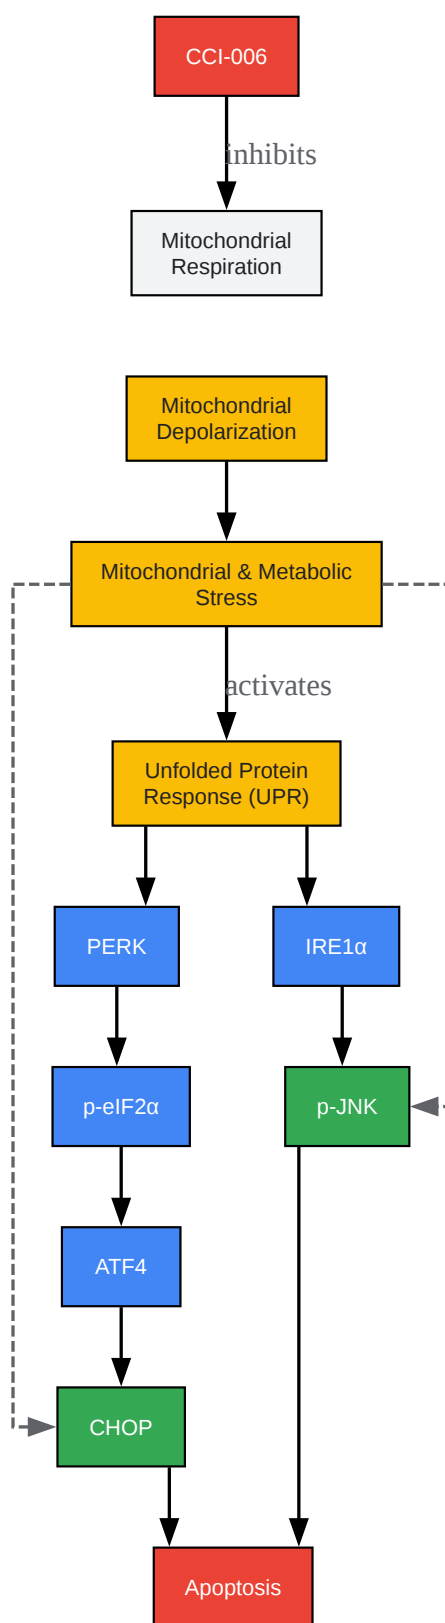 CCI-006
inhibits
Mitochondrial
Respiration
Mitochondrial
Depolarization
Mitochondrial & Metabolic
Stress
activates
Unfolded Protein
Response (UPR)
PERK
IRE1α
p-eIF2α
p-JNK
ATF4
CHOP
Apoptosis